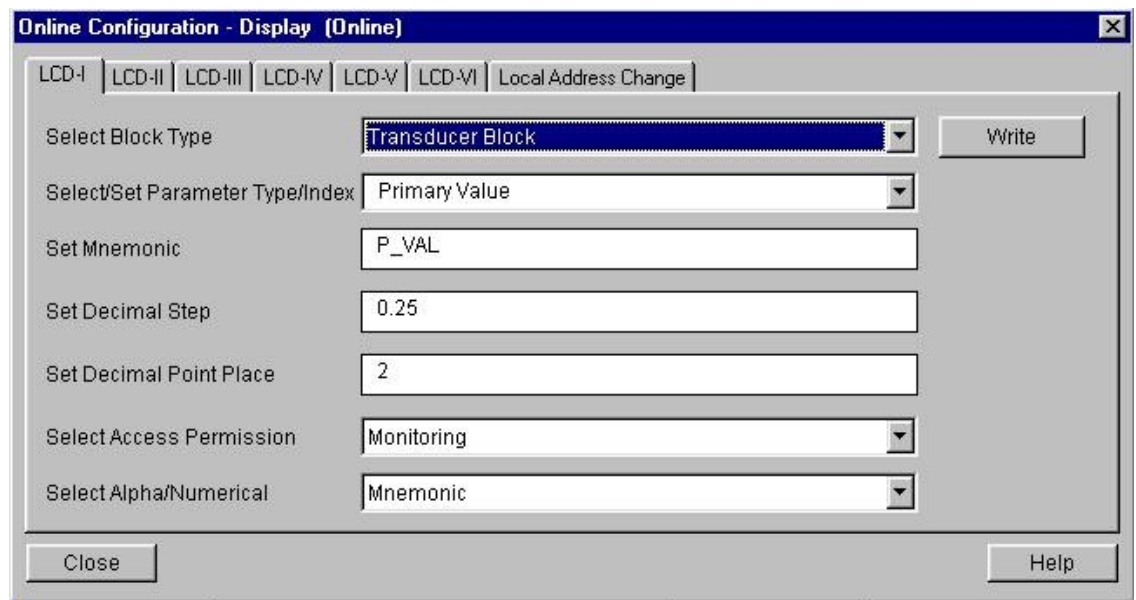 Online Configuration - Display (Online)
LCD-I LCD-II LCD-III LCD-IV LCD-V LCD-VI Local Address Change
Select Block Type Transducer Block Write
Select/Set Parameter Type/Index Primary Value
Set Mnemonic P_VAL
Set Decimal Step 0.25
Set Decimal Point Place 2
Select Access Permission Monitoring
Select Alpha/Numerical Mnemonic
Close Help